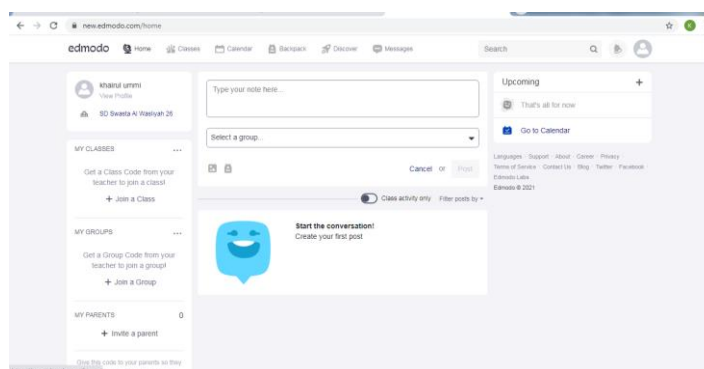 new.edmodo.com/home
edmodo Home Classes Calendar Backpack Discover Messages Search
khairul ummi
View Profile
SD Swasta Al Wasliyah 26
MY CLASSES ...
Get a Class Code from your
teacher to join a class!
+ Join a Class
MY GROUPS ...
Get a Group Code from your
teacher to join a group!
+ Join a Group
MY PARENTS 0
+ Invite a parent
Give this code to your parents so they
Type your note here...
Select a group...
Cancel or Post
Class activity only Filter posts by
Start the conversation!
Create your first post
Upcoming +
That's all for now
Go to Calendar
Languages Support About Career Privacy
Terms of Service Contact Us Blog Twitter Facebook
Edmodo Labs
Edmodo © 2021